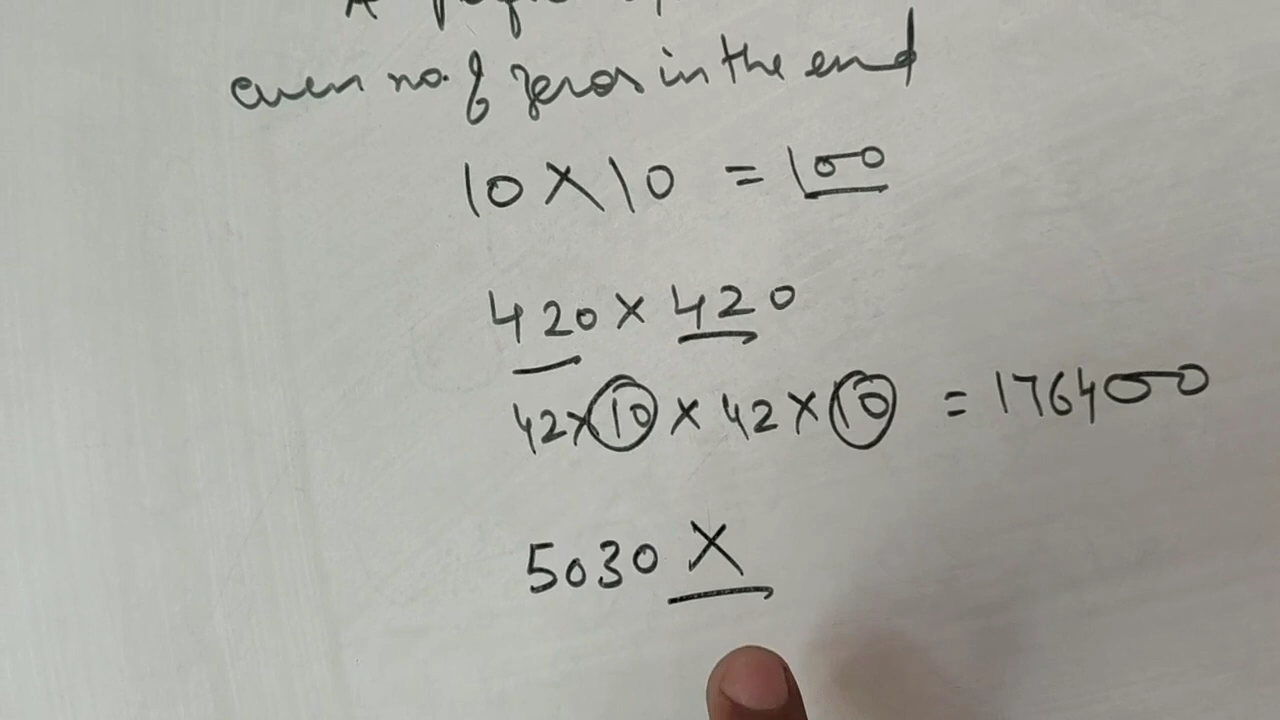 A
even no. of zeros in the end
10 X 10 = 100
420 X 420
42 X 10 X 42 X 10 = 176400
5030 X